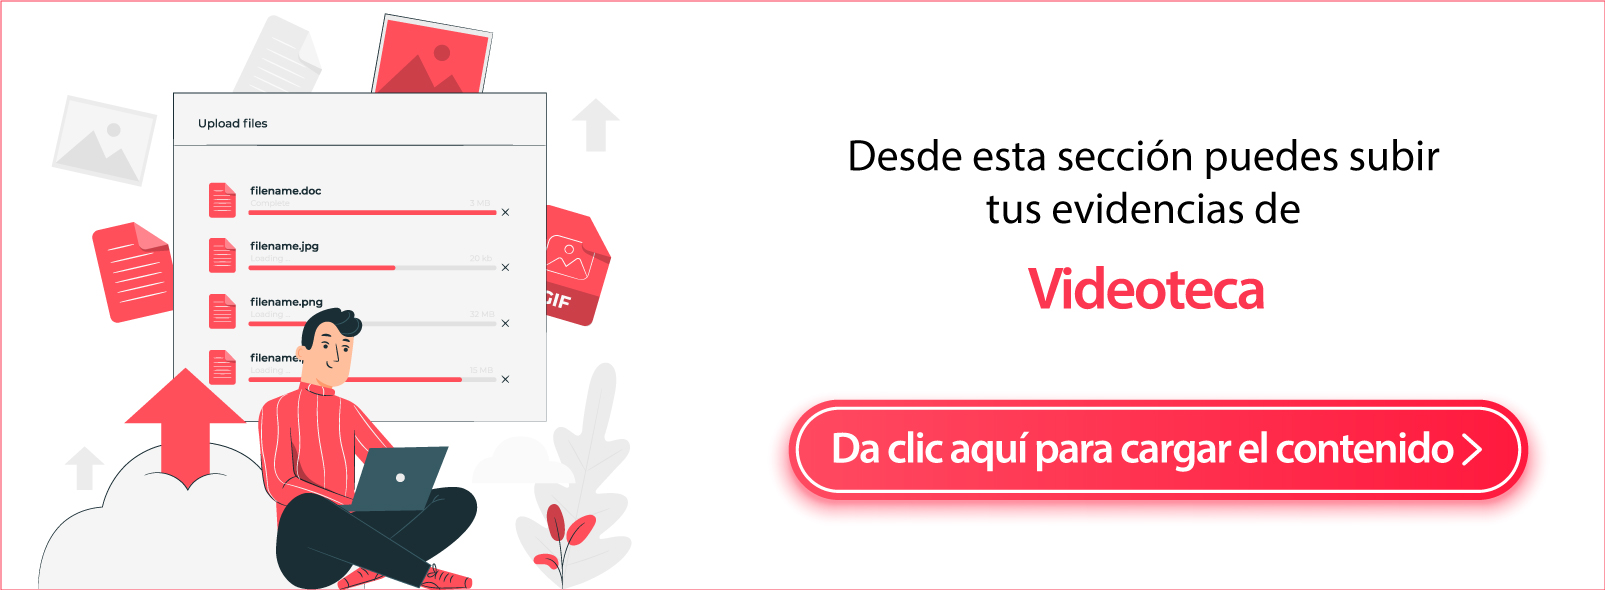 Upload files
filename.doc
Complete
3 MB
filename.jpg
Loading...
20 kb
filename.png
Loading...
32 MB
Loading...
15 MB
GIF
Desde esta sección puedes subir
tus evidencias de
Videoteca
Da clic aquí para cargar el contenido >